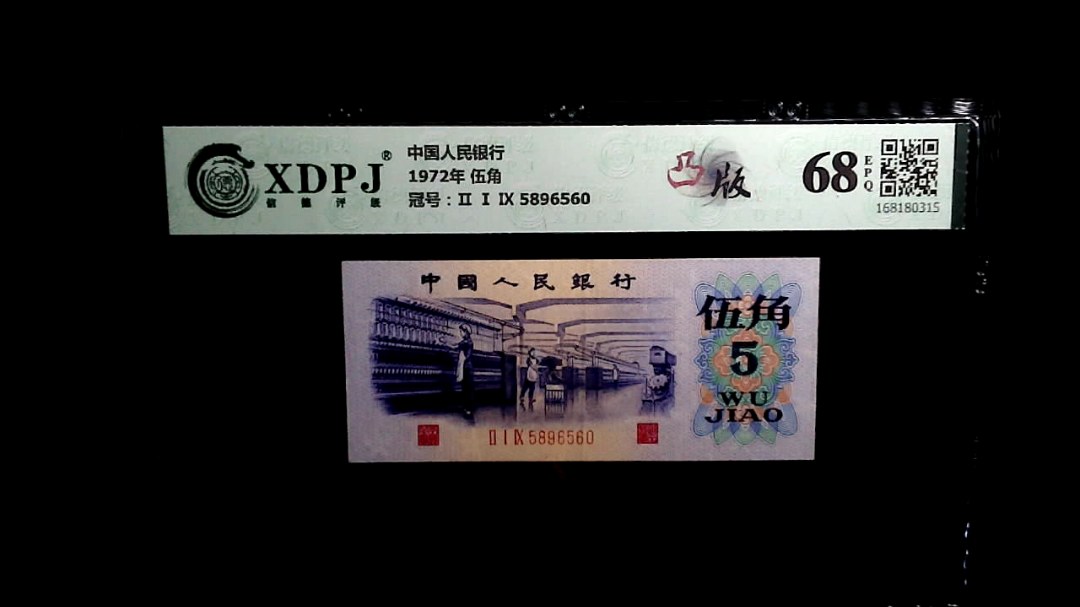 XDPJ®
信德评级
中国人民银行
1972年 伍角
冠号：Ⅱ Ⅰ Ⅸ 5896560
凸版
68
EPQ
168180315
中國人民銀行
伍角
5
WU
JIAO
Ⅱ Ⅰ Ⅸ 5896560